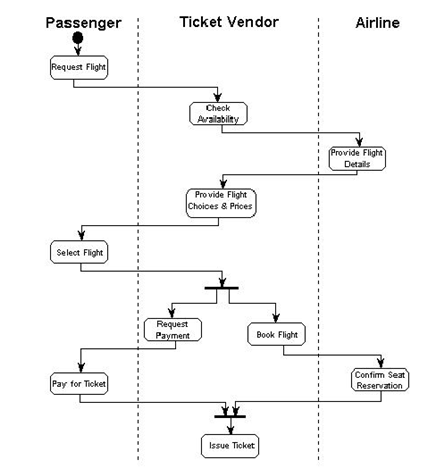 Passenger
Ticket Vendor
Airline
Request Flight
Check
Availability
Provide Flight
Details
Provide Flight
Choices & Prices
Select Flight
Request
Payment
Book Flight
Pay for Ticket
Confirm Seat
Reservation
Issue Ticket